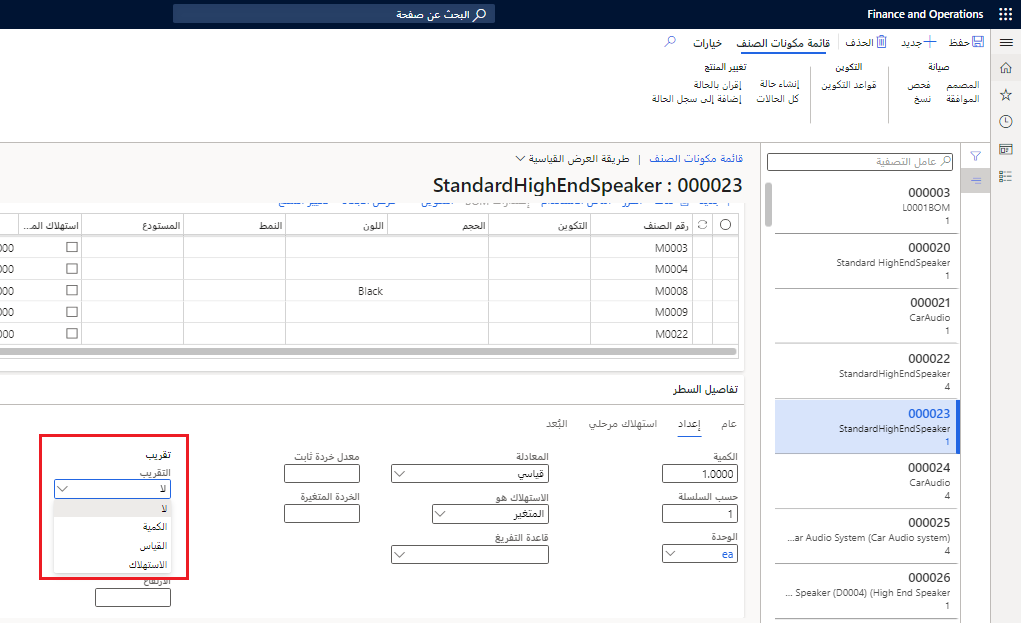 Finance and Operations
البحث عن صفحة
حفظ
جديد
الحذف
قائمة مكونات الصنف
خيارات
صيانة
المصمم
فحص
الموافقة
نسخ
التكوين
قواعد التكوين
تغيير المنتج
إنشاء حالة
إقران بالحالة
كل الحالات
إضافة إلى سجل الحالة
عامل التصفية
000003
L0001BOM
1
000020
Standard HighEndSpeaker
1
000021
CarAudio
1
000022
StandardHighEndSpeaker
4
000023
StandardHighEndSpeaker
1
000024
CarAudio
4
000025
...ar Audio System (Car Audio system)
4
000026
... Speaker (D0004) (High End Speaker
1
قائمة مكونات الصنف | طريقة العرض القياسية
StandardHighEndSpeaker : 000023
رقم الصنف
التكوين
الحجم
اللون
النمط
المستودع
استهلاك المـ...
M0003
000
M0004
000
M0008
Black
000
M0009
000
M0022
000
تفاصيل السطر
عام
إعداد
استهلاك مرحلي
البُعد
الكمية
1.0000
حسب السلسلة
1
الوحدة
ea
المعادلة
قياسي
الاستهلاك هو
المتغير
قاعدة التفريغ
معدل خردة ثابت
الخردة المتغيرة
تقريب
التقريب
لا
لا
الكمية
القياس
الاستهلاك
الارتفاع